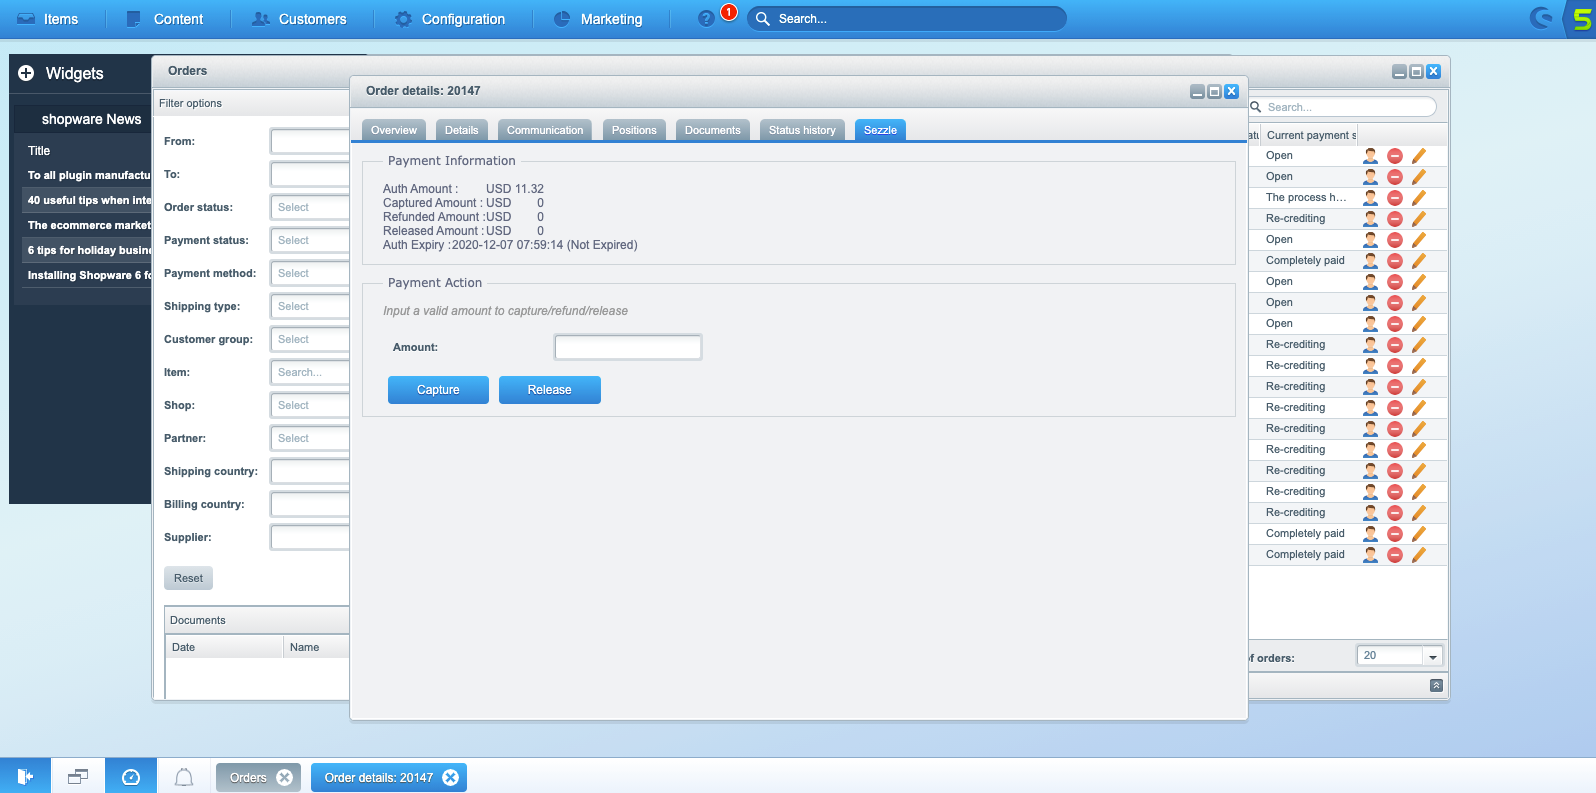 Items
Content
Customers
Configuration
Marketing
?
1
Search...
5
Widgets
shopware News
Title
To all plugin manufactu
40 useful tips when inte
The ecommerce market
6 tips for holiday busine
Installing Shopware 6 fo
Orders
Filter options
From:
To:
Order status: Select
Payment status: Select
Payment method: Select
Shipping type: Select
Customer group: Select
Item: Search...
Shop: Select
Partner: Select
Shipping country:
Billing country:
Supplier:
Reset
Documents
Date Name
Order details: 20147
Overview Details Communication Positions Documents Status history Sezzle
Payment Information
Auth Amount : USD 11.32
Captured Amount : USD 0
Refunded Amount : USD 0
Released Amount : USD 0
Auth Expiry :2020-12-07 07:59:14 (Not Expired)
Payment Action
Input a valid amount to capture/refund/release
Amount:
Capture Release
Search...
Current payment s
Open
Open
The process h...
Re-crediting
Open
Completely paid
Open
Open
Open
Re-crediting
Re-crediting
Re-crediting
Re-crediting
Re-crediting
Re-crediting
Re-crediting
Re-crediting
Re-crediting
Completely paid
Completely paid
of orders: 20
Orders
Order details: 20147